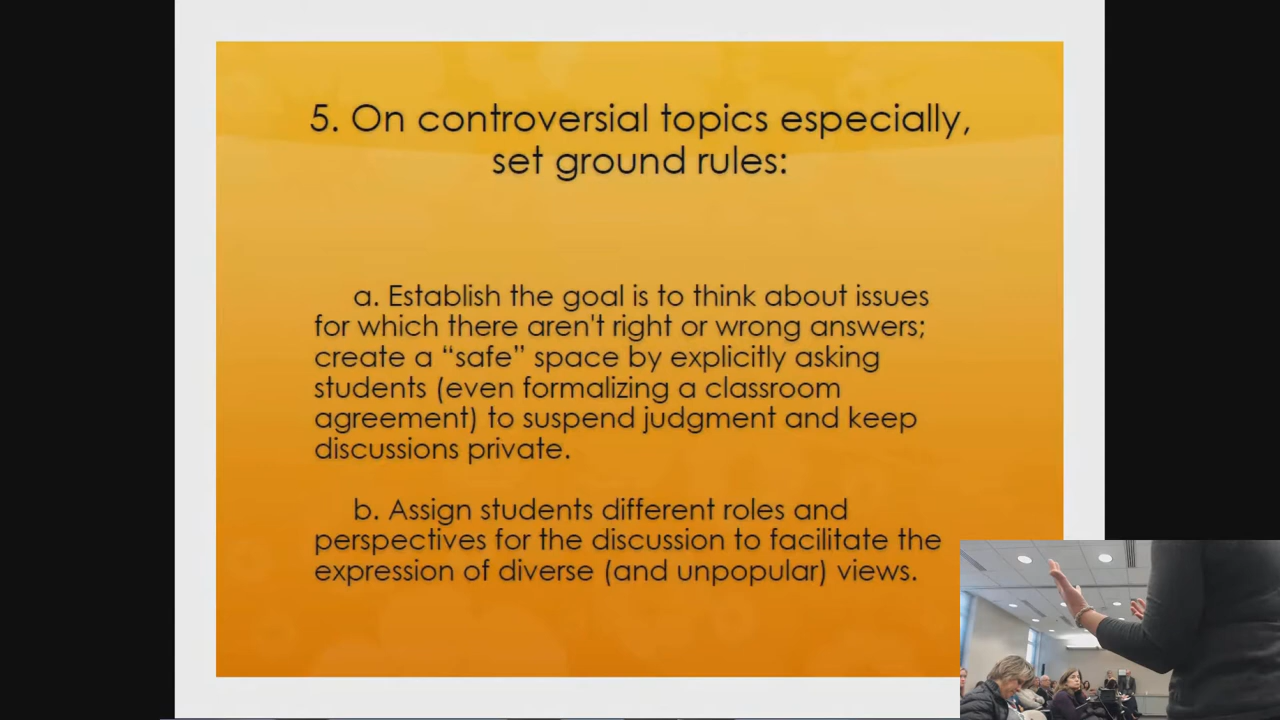 5. On controversial topics especially,
set ground rules:
a. Establish the goal is to think about issues
for which there aren't right or wrong answers;
create a “safe” space by explicitly asking
students (even formalizing a classroom
agreement) to suspend judgment and keep
discussions private.
b. Assign students different roles and
perspectives for the discussion to facilitate the
expression of diverse (and unpopular) views.